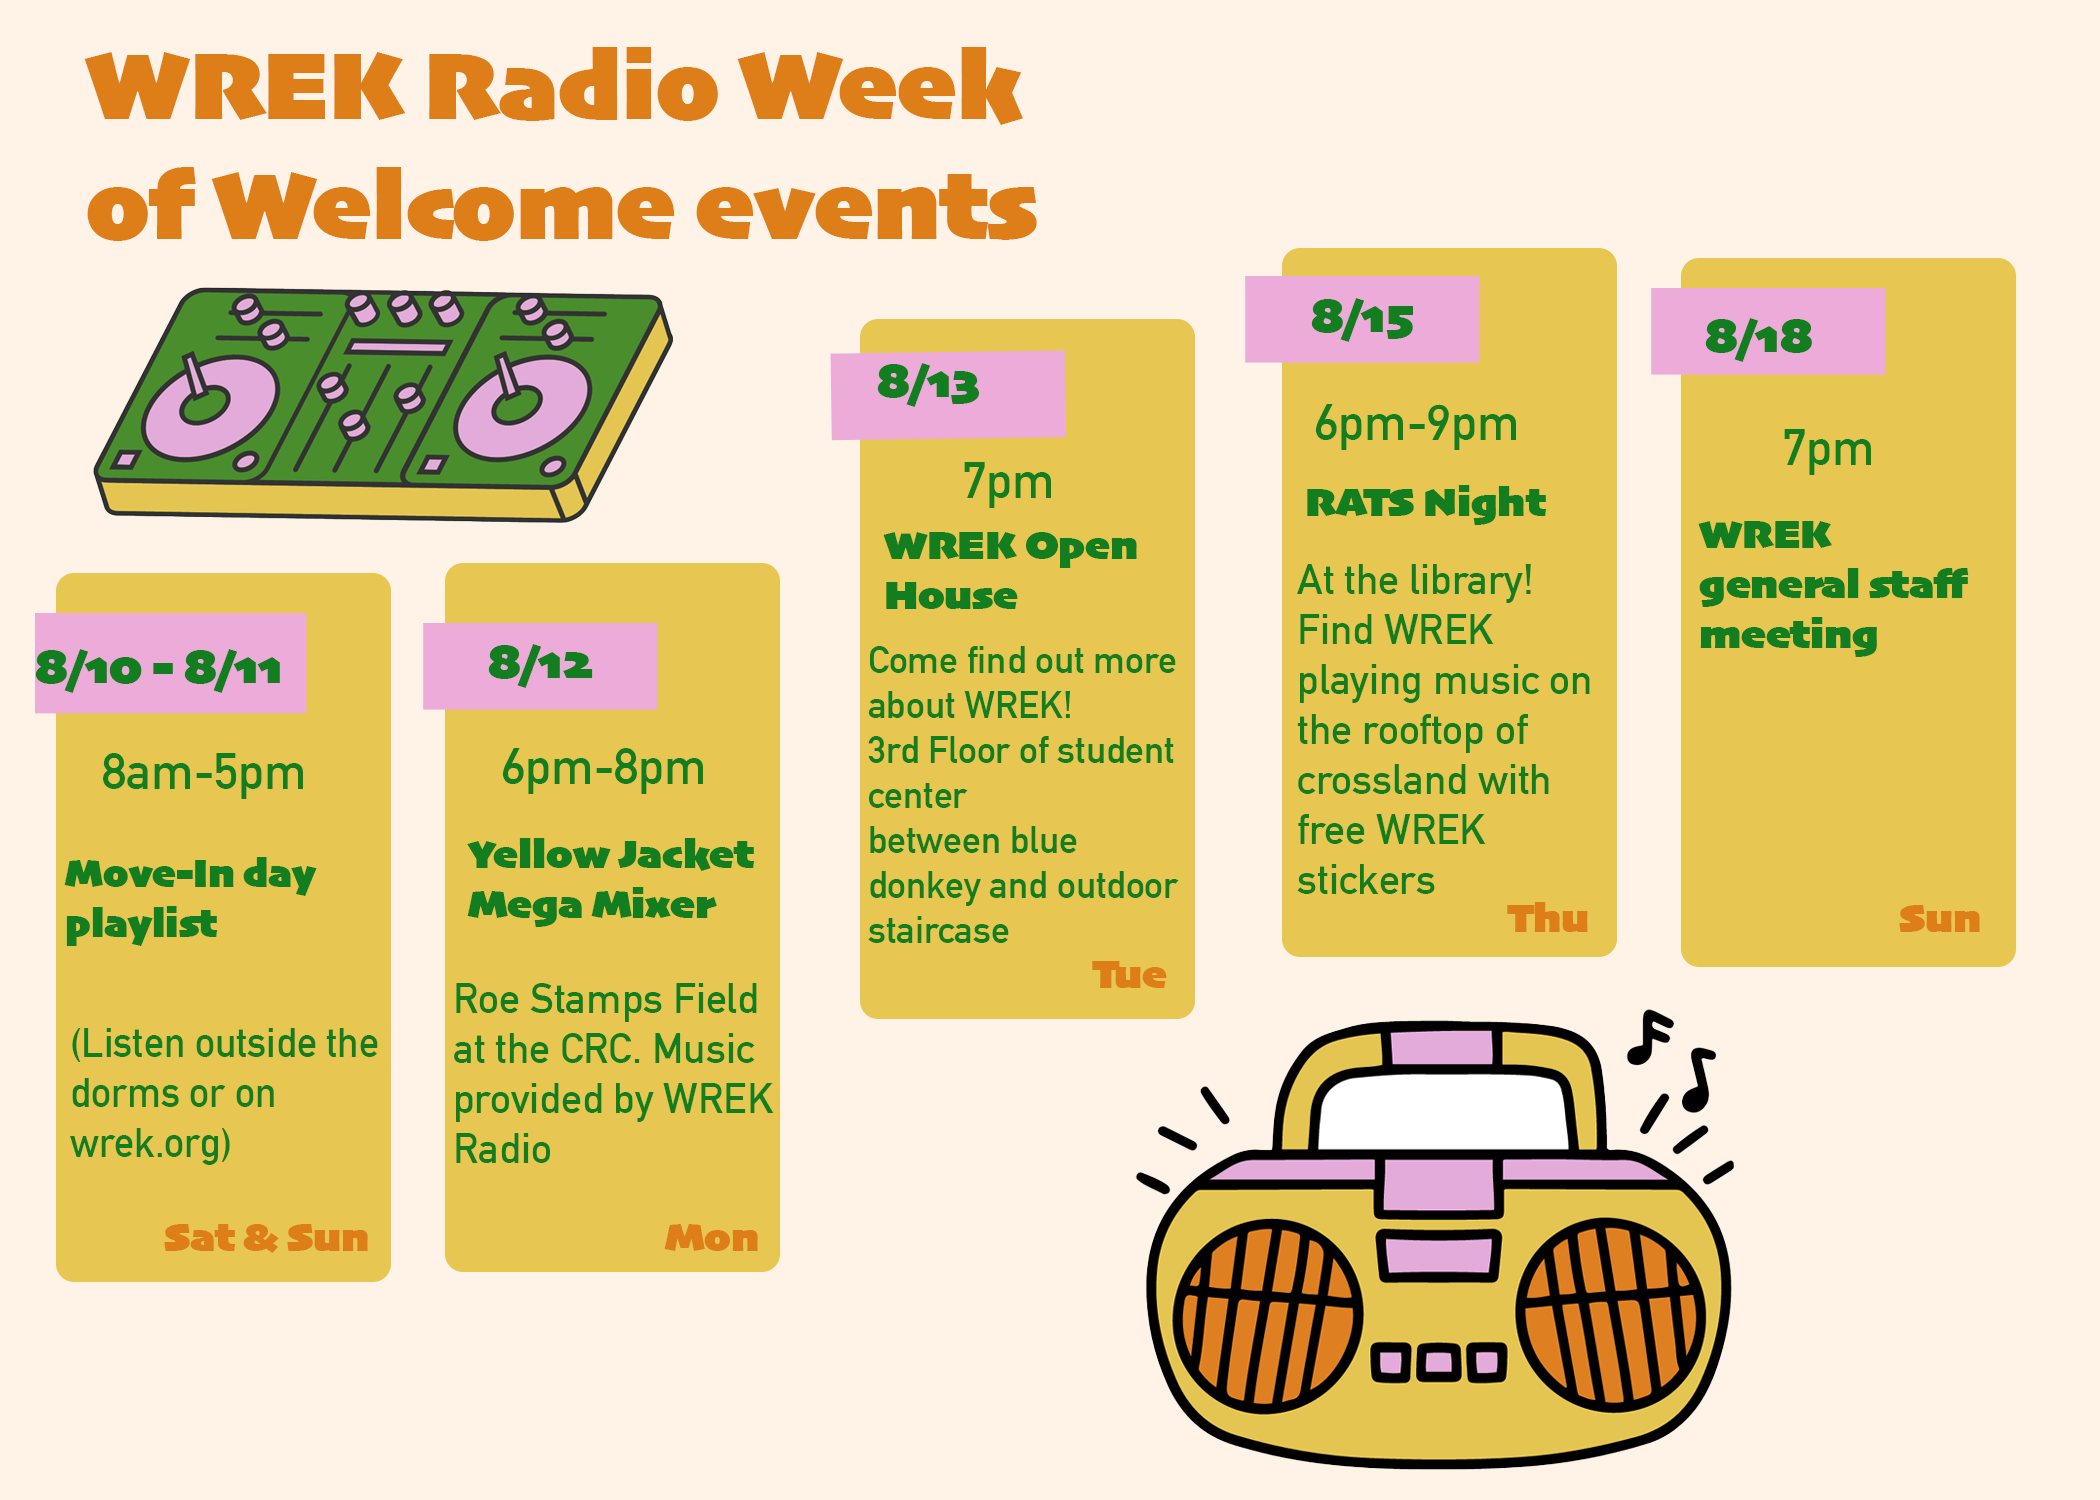 WREK Radio Week
of Welcome events
8/10 - 8/11
8am-5pm
Move-In day
playlist
(Listen outside the
dorms or on
wrek.org)
Sat & Sun
8/12
6pm-8pm
Yellow Jacket
Mega Mixer
Roe Stamps Field
at the CRC. Music
provided by WREK
Radio
Mon
8/13
7pm
WREK Open
House
Come find out more
about WREK!
3rd Floor of student
center
between blue
donkey and outdoor
staircase
Tue
8/15
6pm-9pm
RATS Night
At the library!
Find WREK
playing music on
the rooftop of
crossland with
free WREK
stickers
Thu
8/18
7pm
WREK
general staff
meeting
Sun